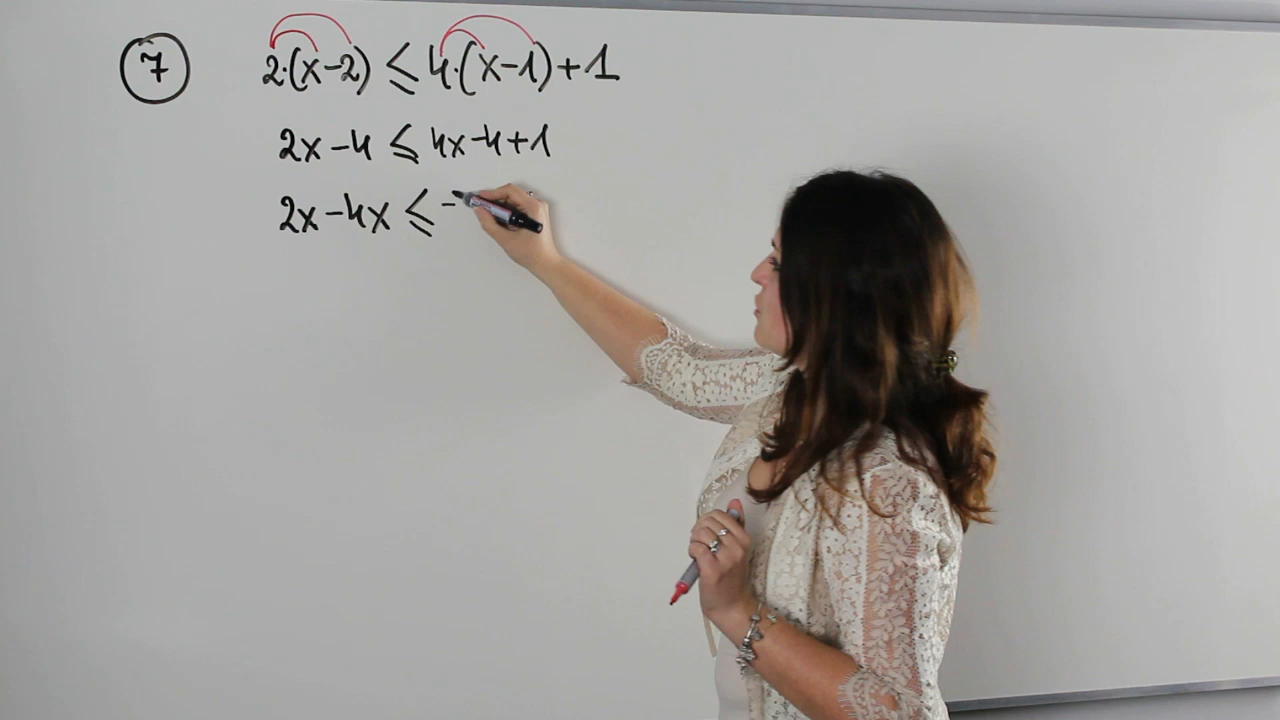 7 2·(x-2) ≤ 4·(x-1)+1
2x-4 ≤ 4x-4+1
2x-4x ≤ -